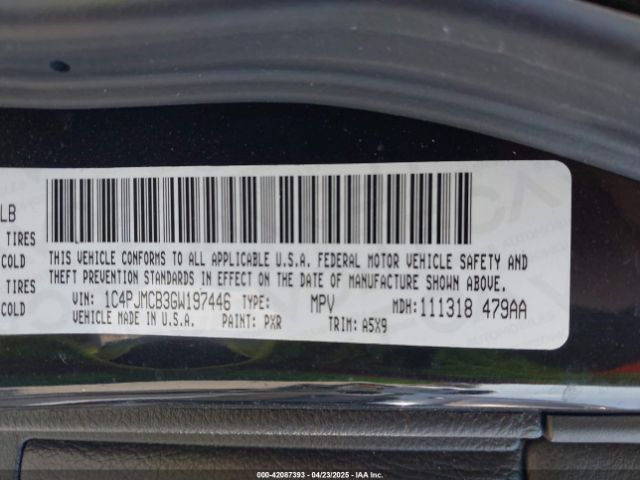 LB
TIRES
COLD
TIRES
COLD
THIS VEHICLE CONFORMS TO ALL APPLICABLE U.S.A. FEDERAL MOTOR VEHICLE SAFETY AND
THEFT PREVENTION STANDARDS IN EFFECT ON THE DATE OF MANUFACTURE SHOWN ABOVE.
VIN: 1C4PJMCB3GW197446 TYPE: MPV MDH: 111318 479AA
VEHICLE MADE IN U.S.A. PAINT: PXR TRIM: A5X9
000-42087393 - 04/23/2025 - IAA Inc.